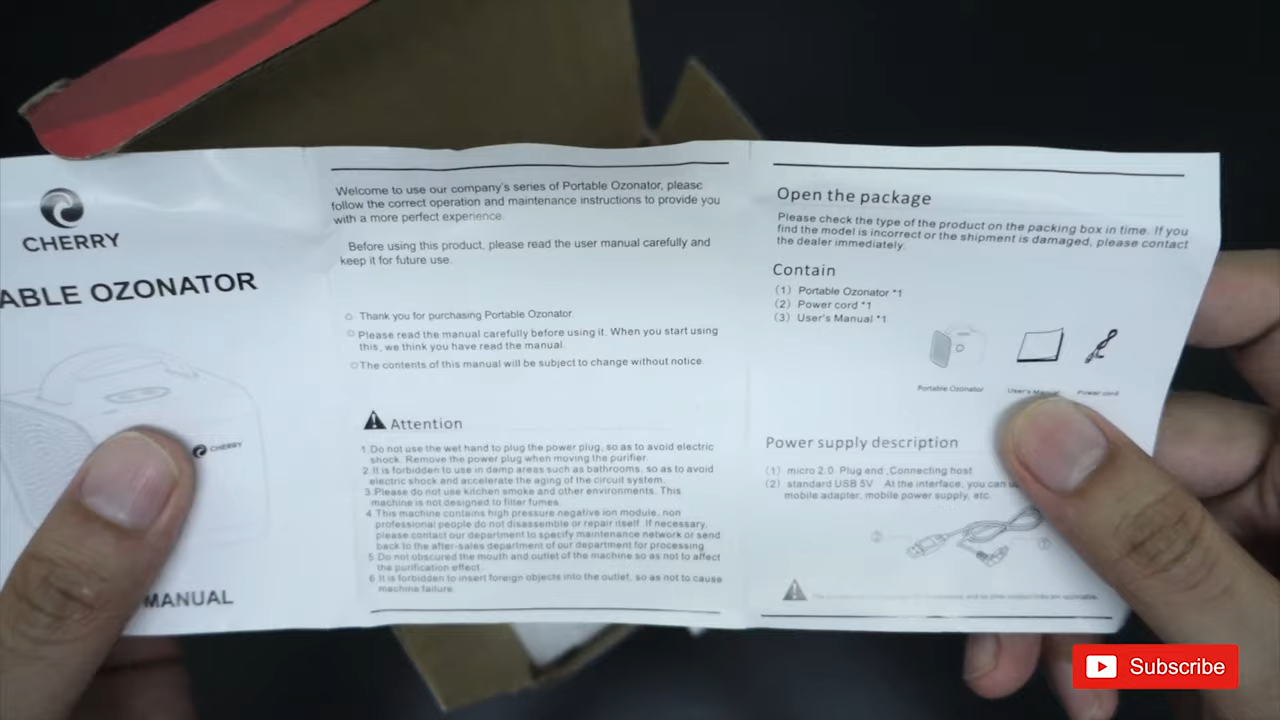 CHERRY
ABLE OZONATOR
CHERRY
MANUAL
Welcome to use our company's series of Portable Ozonator, please
follow the correct operation and maintenance instructions to provide you
with a more perfect experience.
Before using this product, please read the user manual carefully and
keep it for future use.
Thank you for purchasing Portable Ozonator
Please read the manual carefully before using it. When you start using
this, we think you have read the manual.
The contents of this manual will be subject to change without notice.
Attention
1.Do not use the wet hand to plug the power plug, so as to avoid electric
shock. Remove the power plug when moving the purifier.
2.It is forbidden to use in damp areas such as bathrooms, so as to avoid
electric shock and accelerate the aging of the circuit system.
3.Please do not use kitchen smoke and other environments. This
machine is not designed to filter fumes.
4.This machine contains high pressure negative ion module, non
professional people do not disassemble or repair itself. If necessary,
please contact our department to specify maintenance network or send
back to the after-sales department of our department for processing
5.Do not obscured the mouth and outlet of the machine so as not to affect
the purification effect.
6.It is forbidden to insert foreign objects into the outlet, so as not to cause
machine failure.
Open the package
Please check the type of the product on the packing box in time. If you
find the model is incorrect or the shipment is damaged, please contact
the dealer immediately.
Contain
(1) Portable Ozonator *1
(2) Power cord *1
(3) User's Manual *1
Portable Ozonator User's Manual Power cord
Power supply description
(1) micro 2.0. Plug end ,Connecting host
(2) standard USB 5V At the interface, you can
mobile adapter, mobile power supply, etc.
Subscribe